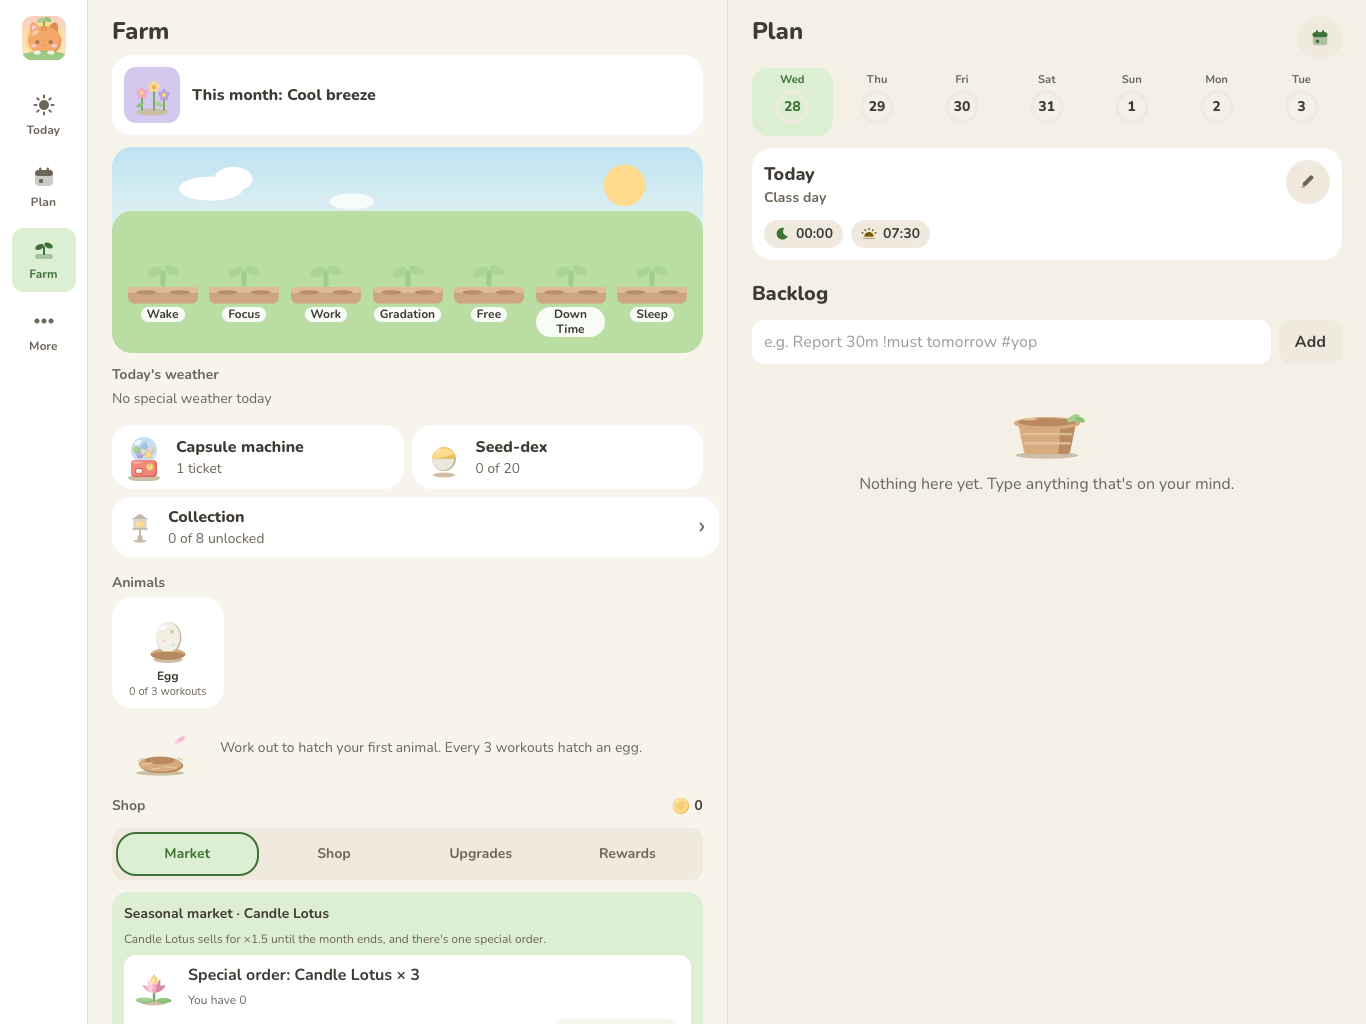 Today
Plan
Farm
More
Farm
This month: Cool breeze
Wake
Focus
Work
Gradation
Free
Down
Time
Sleep
Today's weather
No special weather today
Capsule machine
1 ticket
Seed-dex
0 of 20
Collection
0 of 8 unlocked
Animals
Egg
0 of 3 workouts
Work out to hatch your first animal. Every 3 workouts hatch an egg.
Shop
0
Market
Shop
Upgrades
Rewards
Seasonal market · Candle Lotus
Candle Lotus sells for ×1.5 until the month ends, and there's one special order.
Special order: Candle Lotus × 3
You have 0
Plan
Wed
28
Thu
29
Fri
30
Sat
31
Sun
1
Mon
2
Tue
3
Today
Class day
00:00
07:30
Backlog
e.g. Report 30m !must tomorrow #yop
Add
Nothing here yet. Type anything that's on your mind.